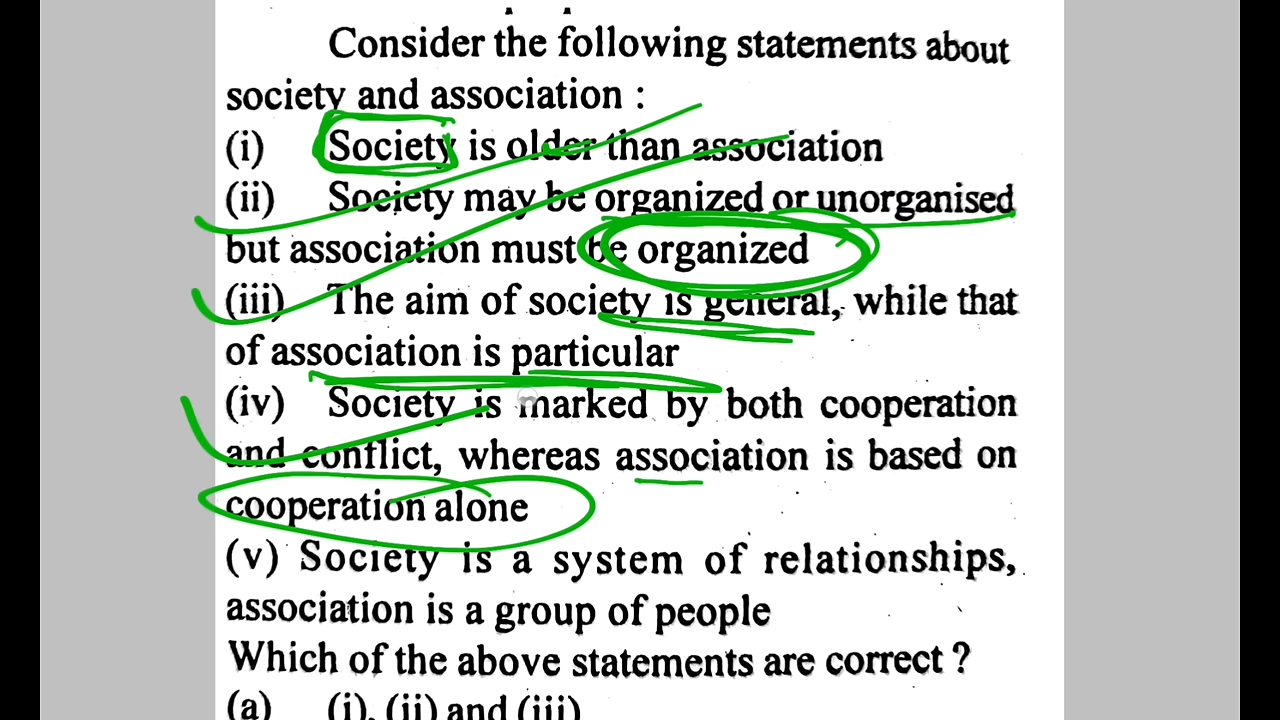 Consider the following statements about
society and association :
(i) Society is older than association
(ii) Society may be organized or unorganised
but association must be organized
(iii) The aim of society is general, while that
of association is particular
(iv) Society is marked by both cooperation
and conflict, whereas association is based on
cooperation alone
(v) Society is a system of relationships,
association is a group of people
Which of the above statements are correct ?
(a) (i), (ii) and (iii)